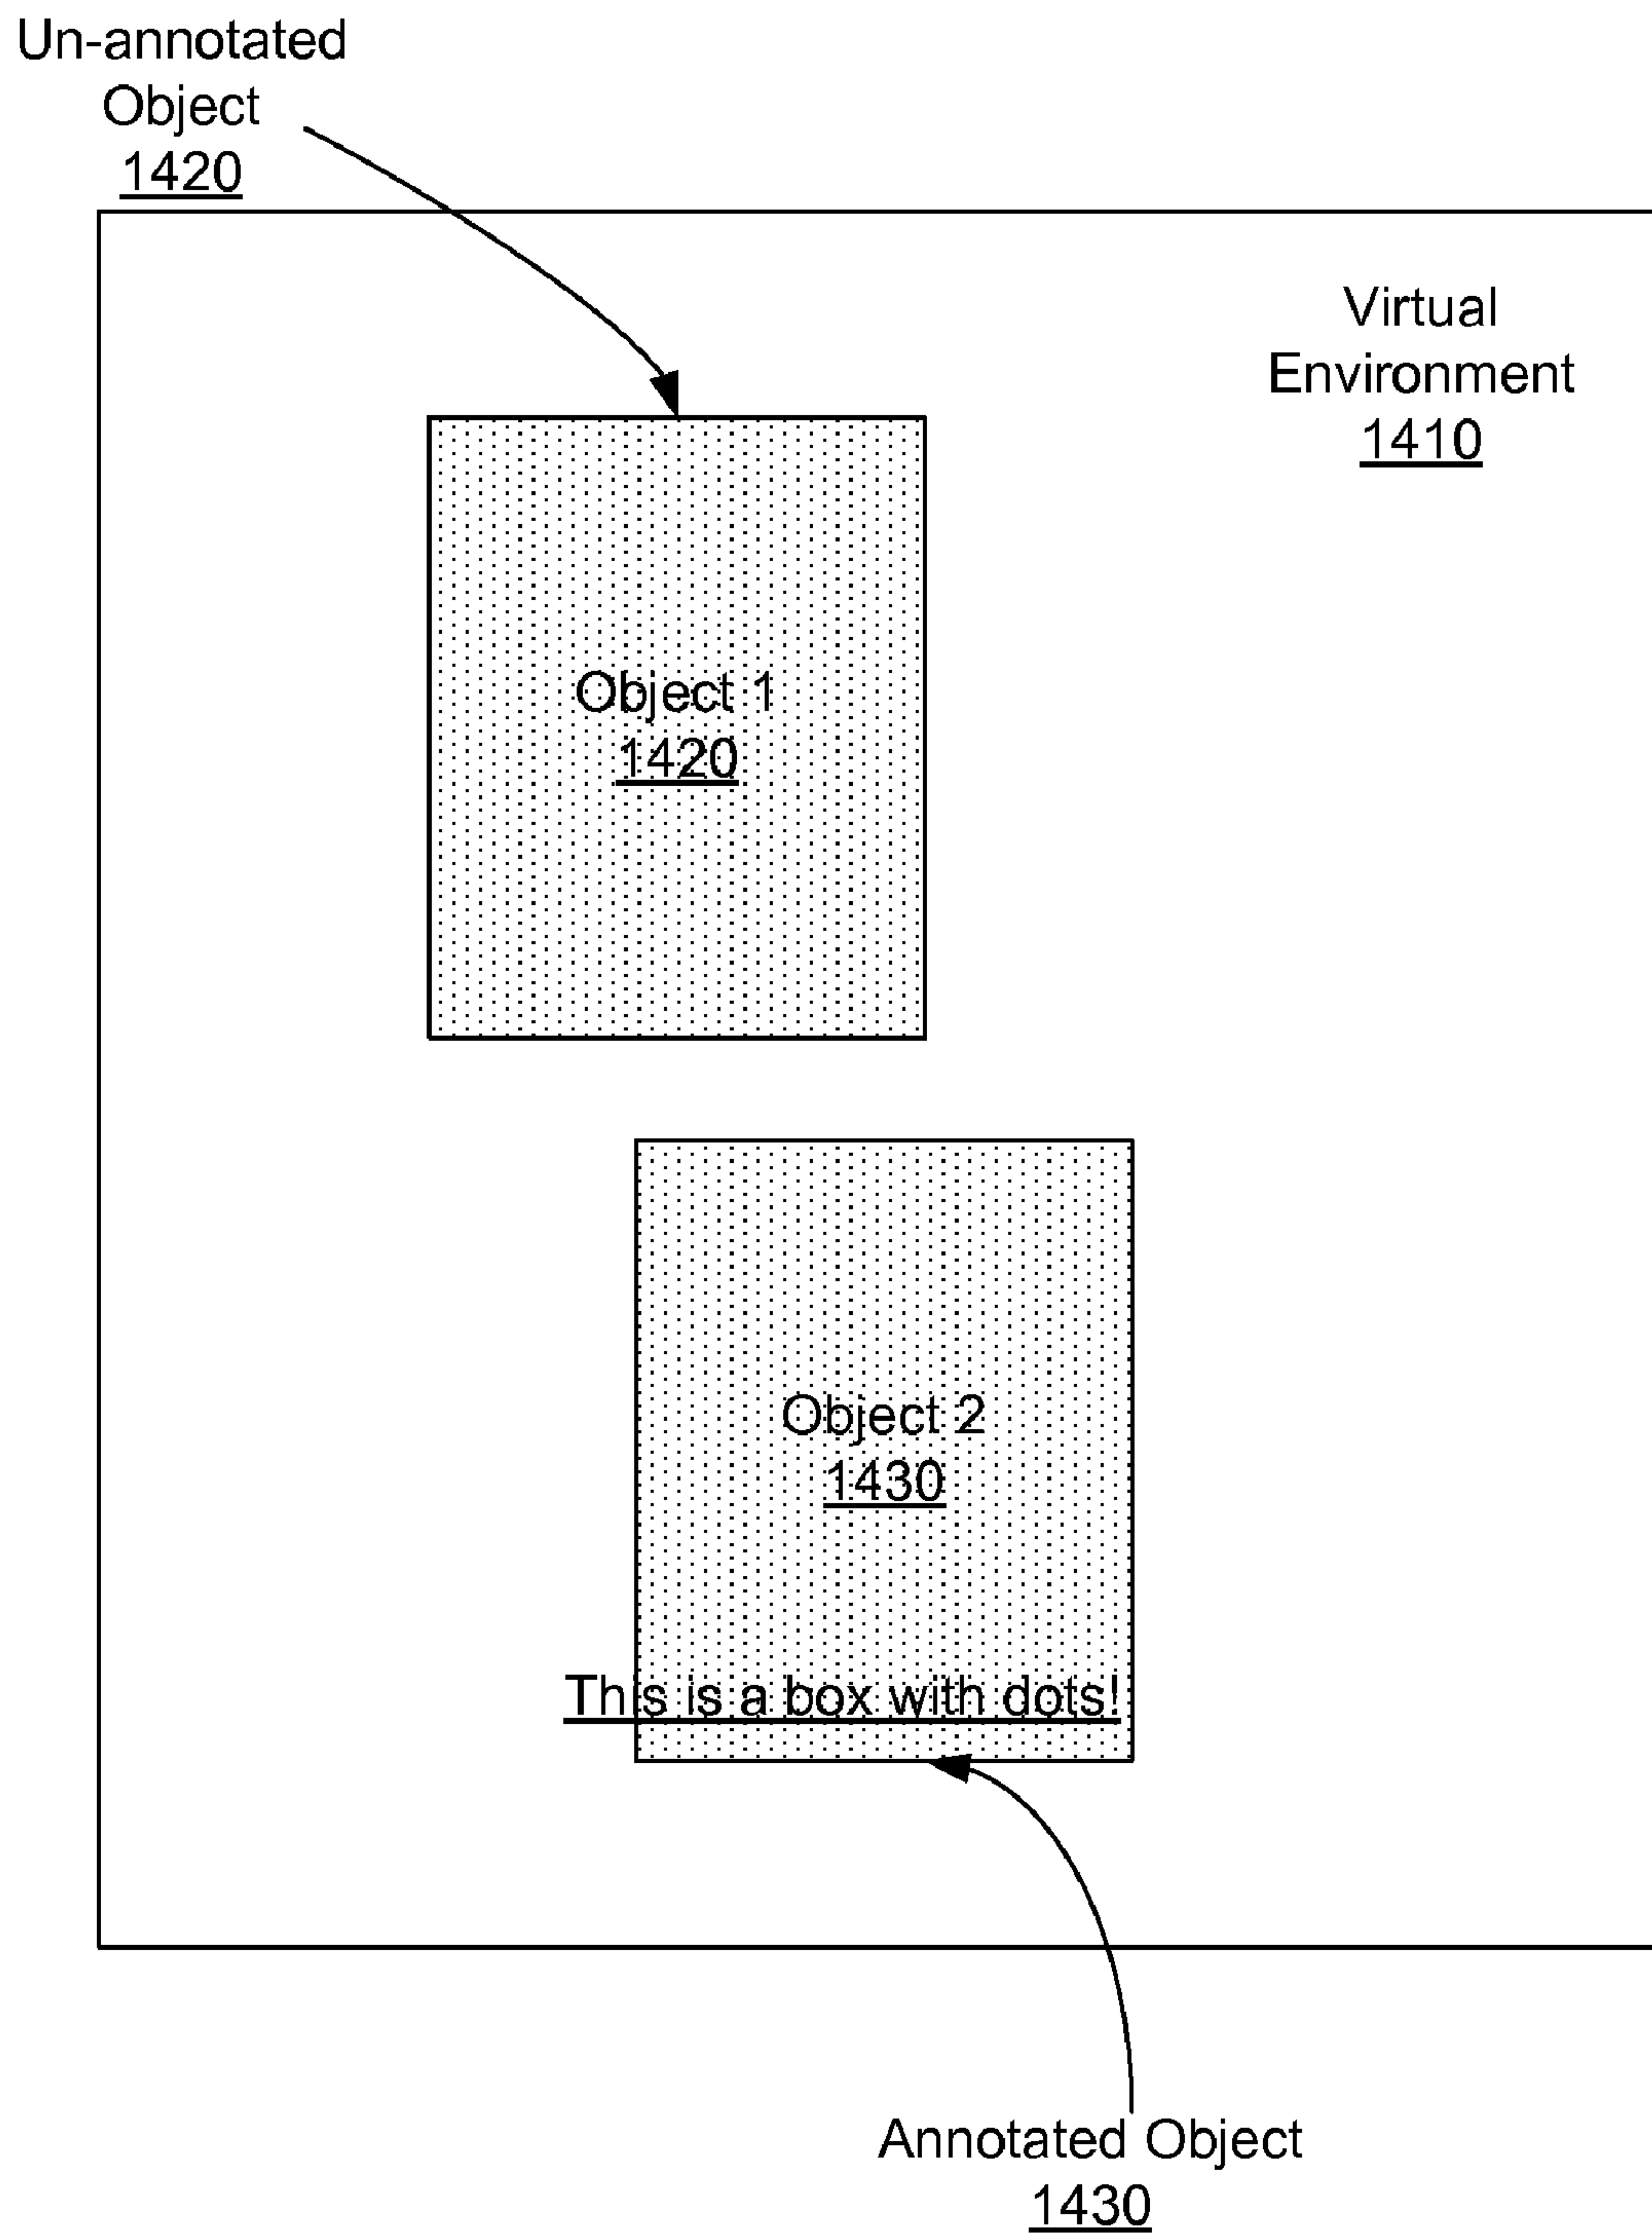 Un-annotated
Object
1420
Virtual
Environment
1410
Object 1
1420
Object 2
1430
This is a box with dots!
Annotated Object
1430